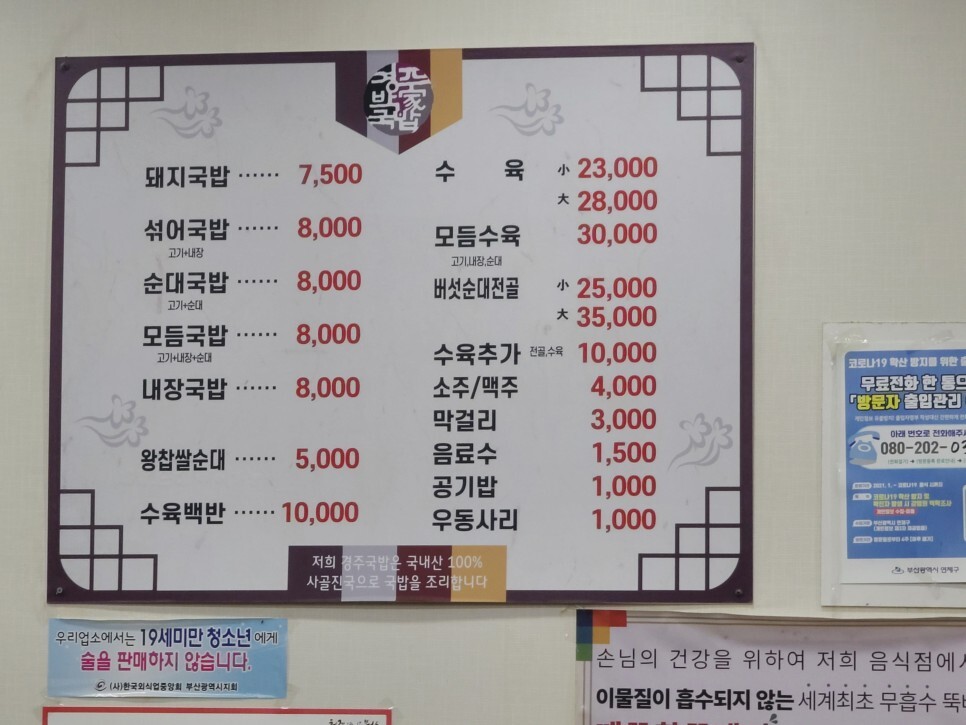 경주
박家
국밥
돼지국밥 ······ 7,500
섞어국밥 ······ 8,000
고기+내장
순대국밥 ······ 8,000
고기+순대
모듬국밥 ······ 8,000
고기+내장+순대
내장국밥 ······ 8,000
왕찹쌀순대 ······ 5,000
수육백반 ······ 10,000
수 육 小 23,000
大 28,000
모듬수육 30,000
고기,내장,순대
버섯순대전골 小 25,000
大 35,000
수육추가 전골,수육 10,000
소주/맥주 4,000
막걸리 3,000
음료수 1,500
공기밥 1,000
우동사리 1,000
저희 경주국밥은 국내산 100%
사골진국으로 국밥을 조리합니다
우리업소에서는 19세미만 청소년에게
술을 판매하지 않습니다.
(사)한국외식업중앙회 부산광역시지회
코로나19 확산 방지를 위한
무료전화 한 통으
「방문자 출입관리
아래 번호로 전화해주
080-202-
부산광역시 연제구
손님의 건강을 위하여 저희 음식점에
이물질이 흡수되지 않는 세계최초 무흡수 뚝